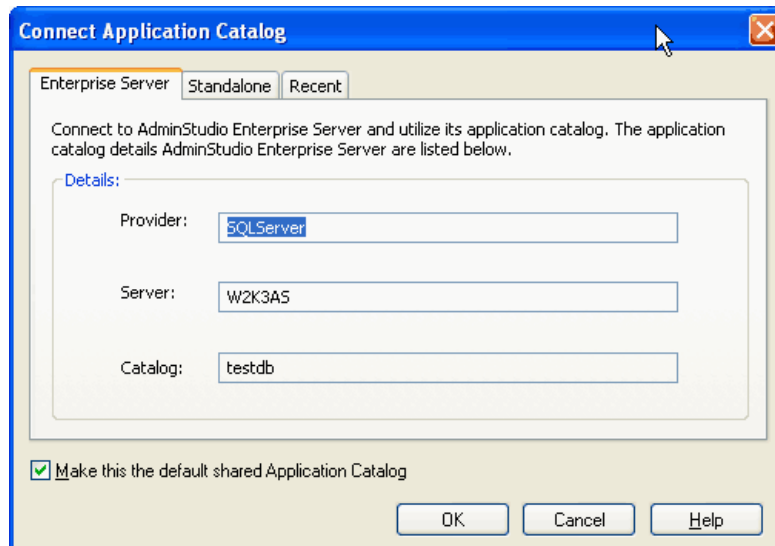 Connect Application Catalog
Enterprise Server Standalone Recent
Connect to AdminStudio Enterprise Server and utilize its application catalog. The application
catalog details AdminStudio Enterprise Server are listed below.
Details:
Provider: SQLServer
Server: W2K3AS
Catalog: testdb
Make this the default shared Application Catalog
OK Cancel Help